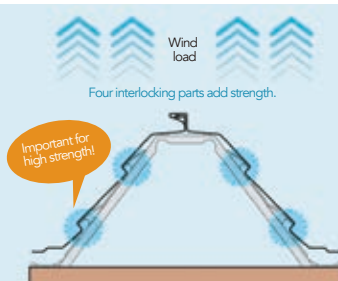 Wind
load
Four interlocking parts add strength.
Important for
high strength!